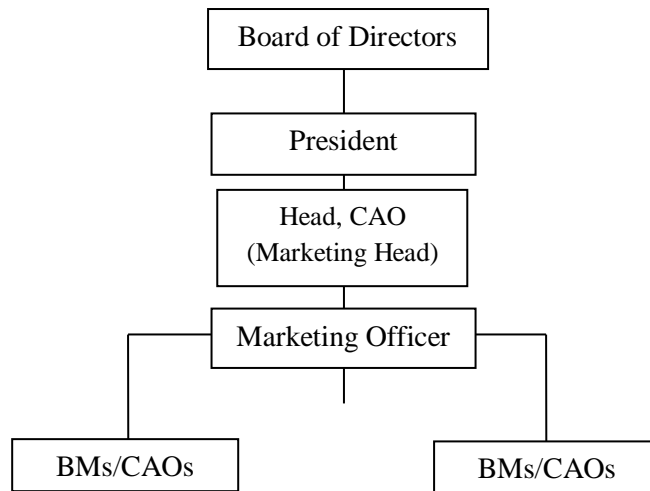 Board of Directors
President
Head, CAO
(Marketing Head)
Marketing Officer
BMs/CAOs
BMs/CAOs